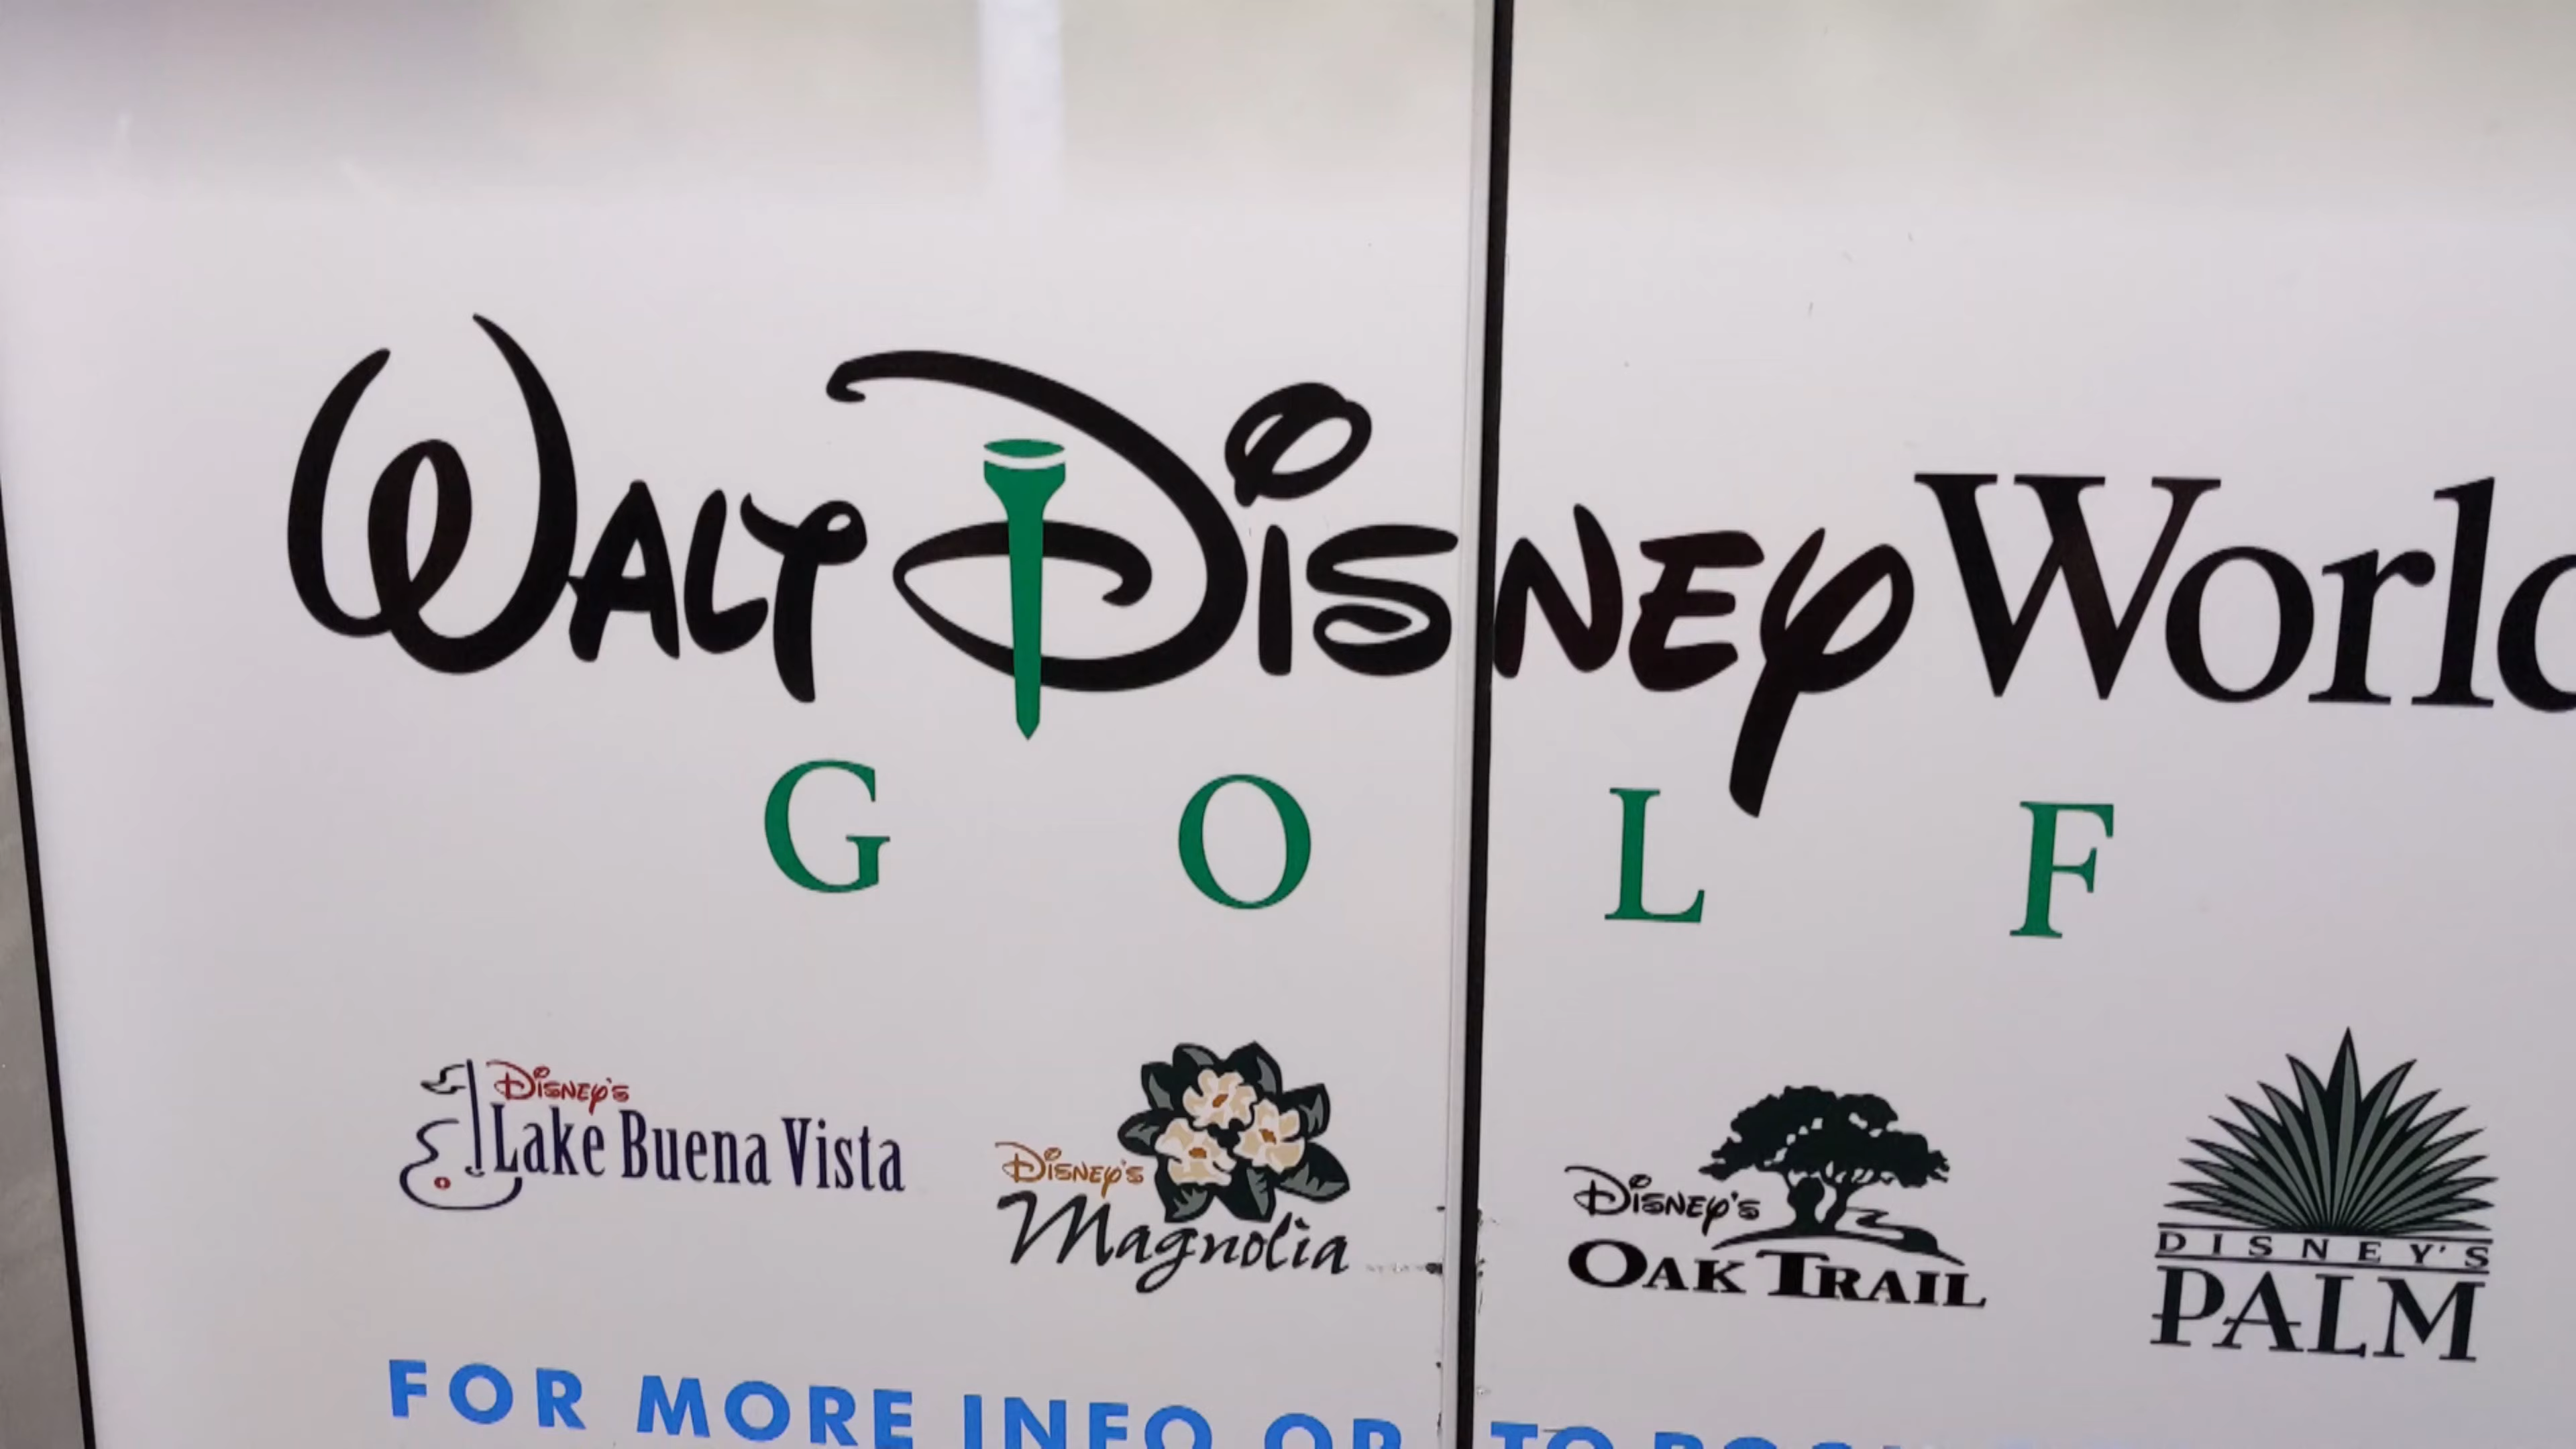 WALT DISNEY World
GOLF
DISNEY'S
Lake Buena Vista
DISNEY'S
Magnolia
DISNEY'S
OAK TRAIL
DISNEY'S
PALM
FOR MORE INFO OR TO